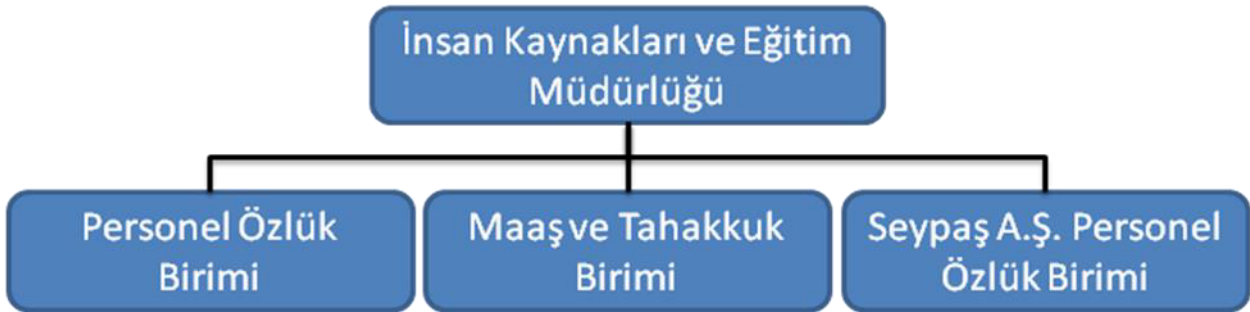 İnsan Kaynakları ve Eğitim
Müdürlüğü
Personel Özlük
Birimi
Maaş ve Tahakkuk
Birimi
Seypaş A.Ş. Personel
Özlük Birimi